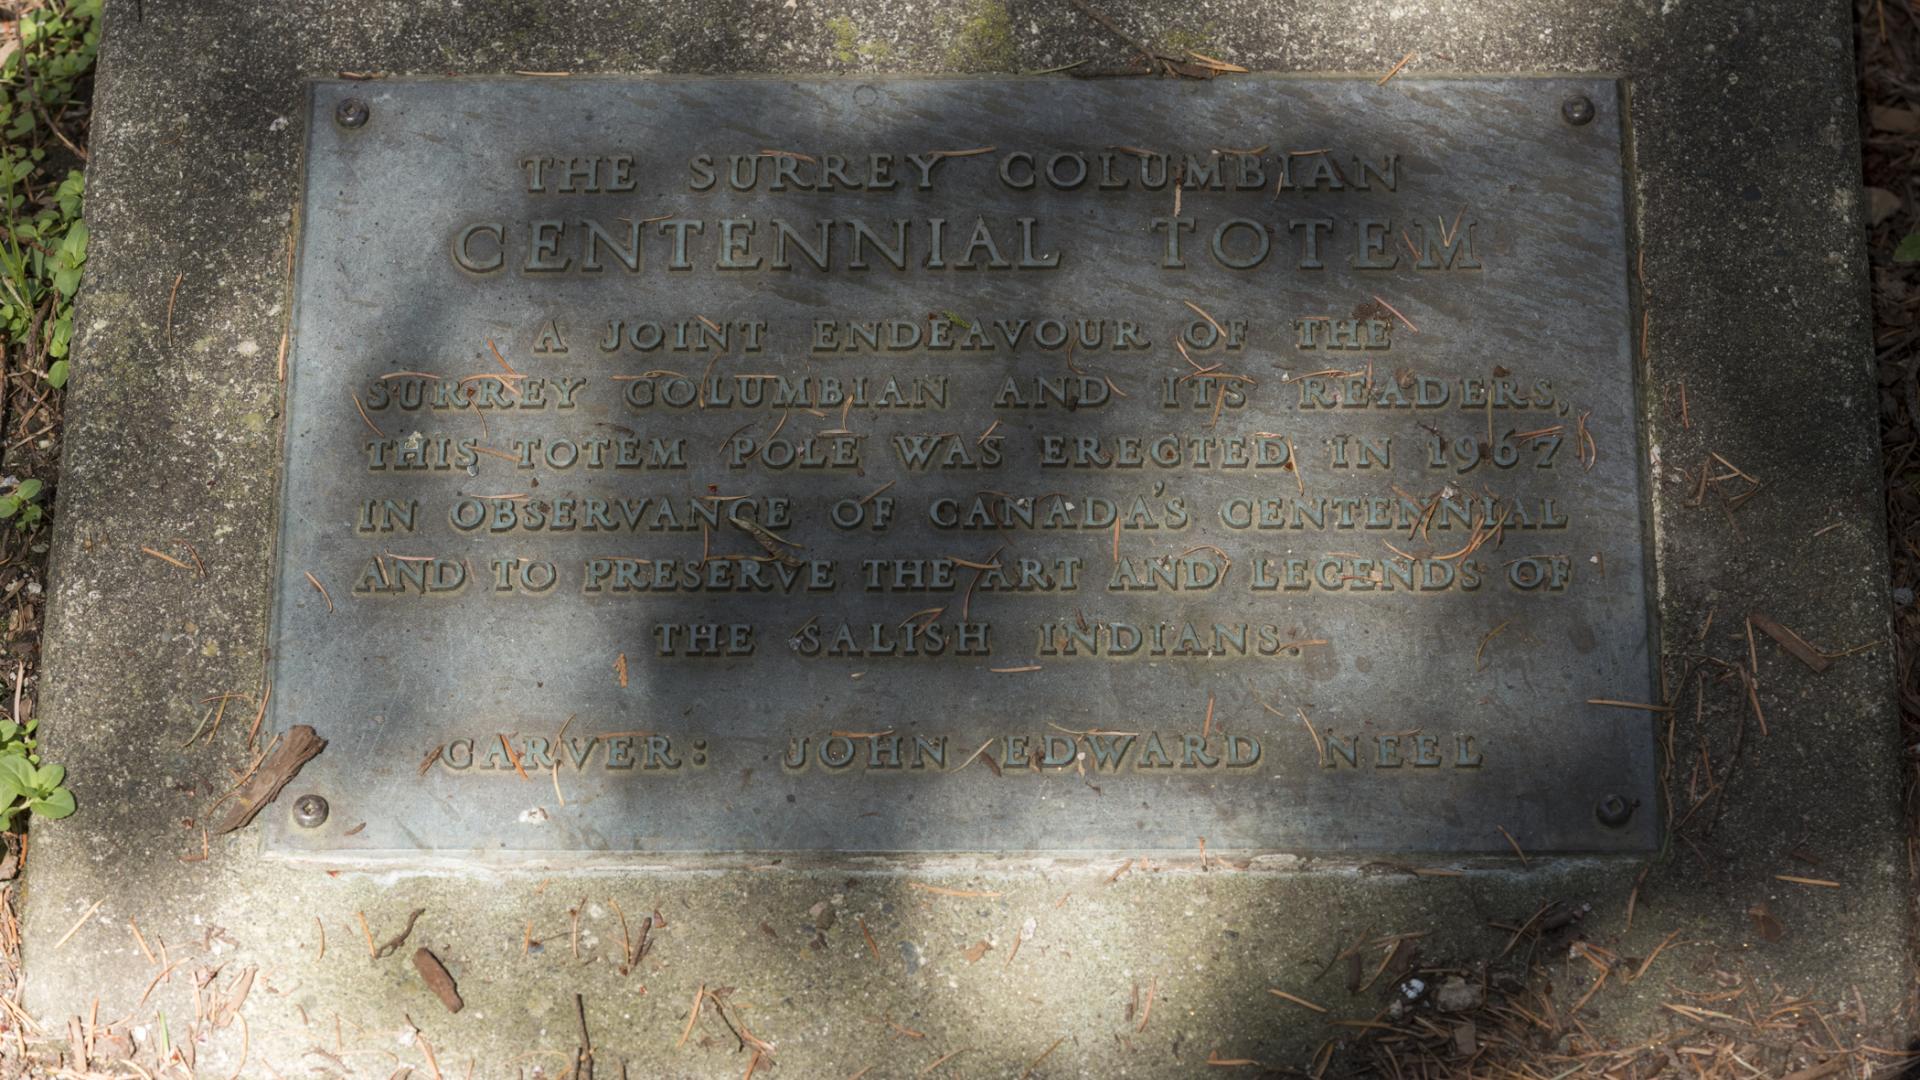 THE SURREY COLUMBIAN
CENTENNIAL TOTEM
A JOINT ENDEAVOUR OF THE
SURREY COLUMBIAN AND ITS READERS,
THIS TOTEM POLE WAS ERECTED IN 1967
IN OBSERVANCE OF CANADA'S CENTENNIAL
AND TO PRESERVE THE ART AND LEGENDS OF
THE SALISH INDIANS.
CARVER: JOHN EDWARD NEEL